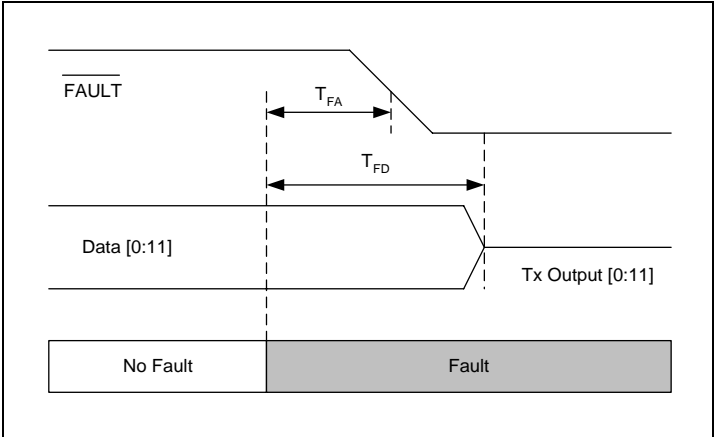 FAULT
T_FA
T_FD
Data [0:11]
Tx Output [0:11]
No Fault
Fault